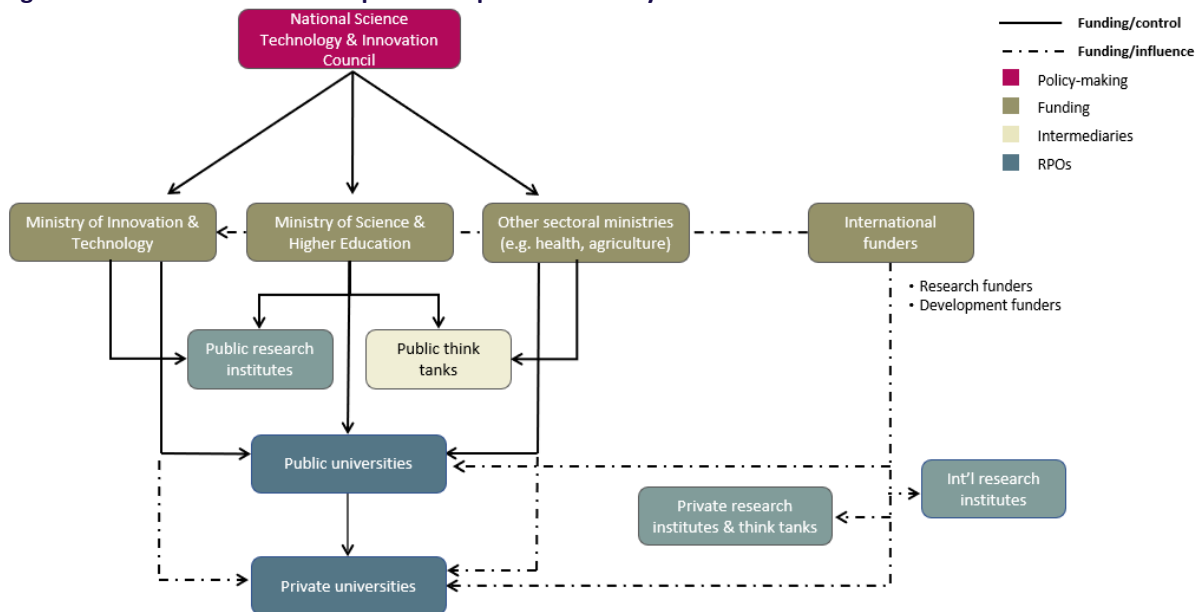 National Science
Technology & Innovation
Council
Funding/control
Funding/influence
Policy-making
Funding
Intermediaries
RPOs
Ministry of Innovation &
Technology
Ministry of Science &
Higher Education
Other sectoral ministries
(e.g. health, agriculture)
International
funders
• Research funders
• Development funders
Public research
institutes
Public think
tanks
Public universities
Private research
institutes & think tanks
Int'l research
institutes
Private universities